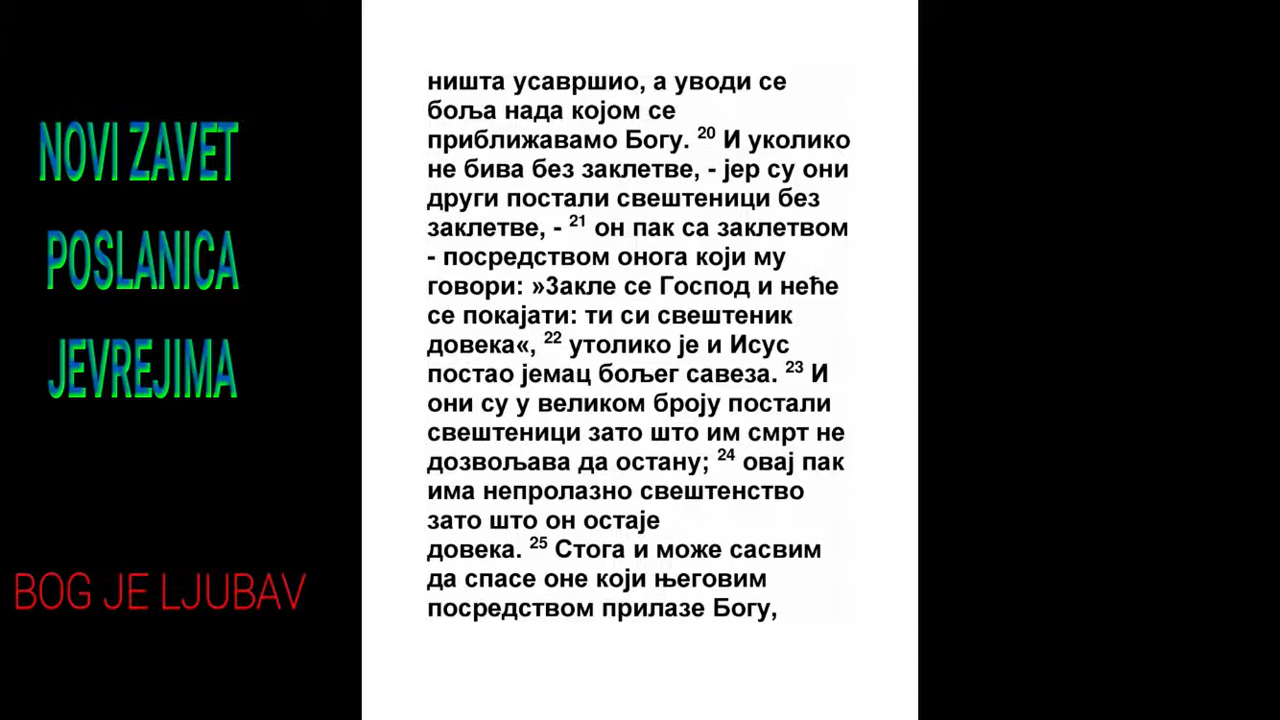 NOVI ZAVET
POSLANICA
JEVREJIMA
BOG JE LJUBAV
ништа усавршио, а уводи се
боља нада којом се
приближавамо Богу. 20 И уколико
не бива без заклетве, - јер су они
други постали свештеници без
заклетве, - 21 он пак са заклетвом
- посредством онога који му
говори: »Закле се Господ и неће
се покајати: ти си свештеник
довека«, 22 утолико је и Исус
постао јемац бољег савеза. 23 И
они су у великом броју постали
свештеници зато што им смрт не
дозвољава да остану; 24 овај пак
има непролазно свештенство
зато што он остаје
довека. 25 Стога и може сасвим
да спасе оне који његовим
посредством прилазе Богу,